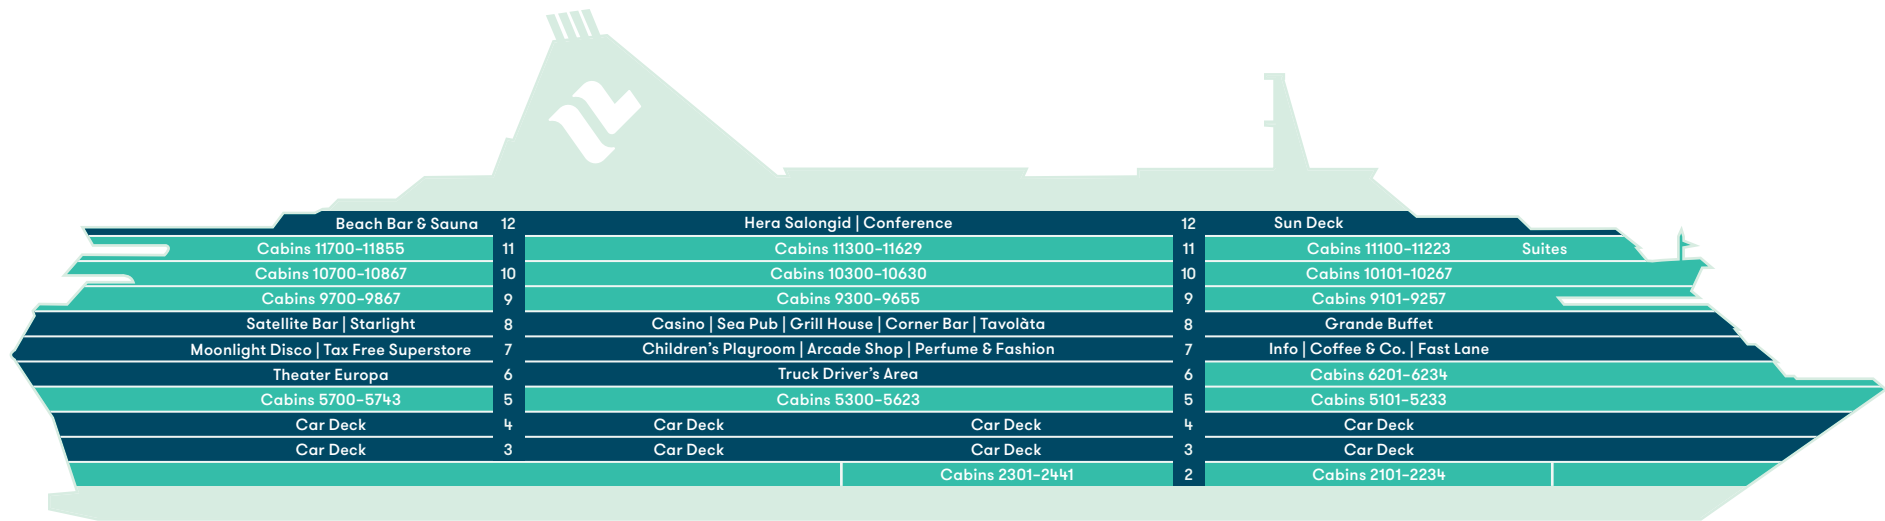 Beach Bar & Sauna 12 Hera Salongid | Conference 12 Sun Deck
Cabins 11700-11855 11 Cabins 11300-11629 11 Cabins 11100-11223 Suites
Cabins 10700-10867 10 Cabins 10300-10630 10 Cabins 10101-10267
Cabins 9700-9867 9 Cabins 9300-9655 9 Cabins 9101-9257
Satellite Bar | Starlight 8 Casino | Sea Pub | Grill House | Corner Bar | Tavolàta 8 Grande Buffet
Moonlight Disco | Tax Free Superstore 7 Children's Playroom | Arcade Shop | Perfume & Fashion 7 Info | Coffee & Co. | Fast Lane
Theater Europa 6 Truck Driver's Area 6 Cabins 6201-6234
Cabins 5700-5743 5 Cabins 5300-5623 5 Cabins 5101-5233
Car Deck 4 Car Deck Car Deck 4 Car Deck
Car Deck 3 Car Deck Car Deck 3 Car Deck
Cabins 2301-2441 2 Cabins 2101-2234